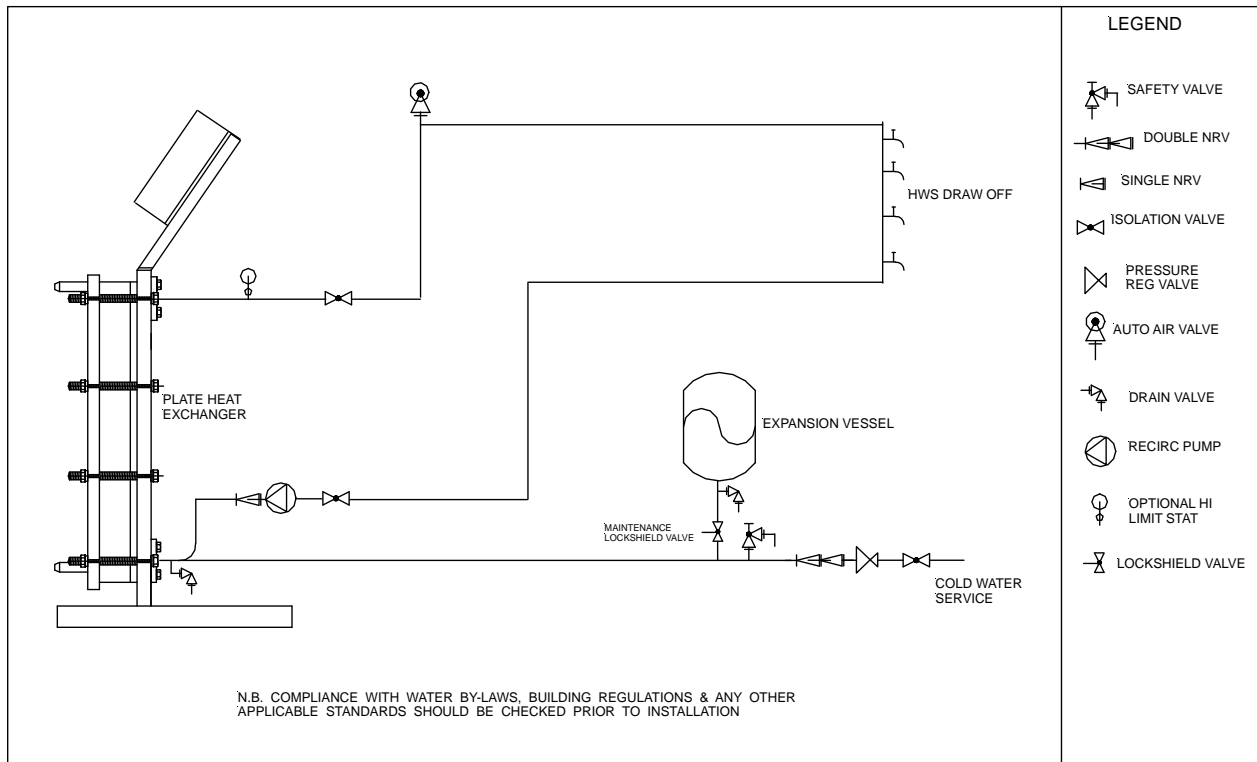 HWS DRAW OFF
PLATE HEAT
EXCHANGER
EXPANSION VESSEL
MAINTENANCE
LOCKSHIELD VALVE
COLD WATER
SERVICE
N.B. COMPLIANCE WITH WATER BY-LAWS, BUILDING REGULATIONS & ANY OTHER
APPLICABLE STANDARDS SHOULD BE CHECKED PRIOR TO INSTALLATION
LEGEND
SAFETY VALVE
DOUBLE NRV
SINGLE NRV
ISOLATION VALVE
PRESSURE
REG VALVE
AUTO AIR VALVE
DRAIN VALVE
RECIRC PUMP
OPTIONAL HI
LIMIT STAT
LOCKSHIELD VALVE